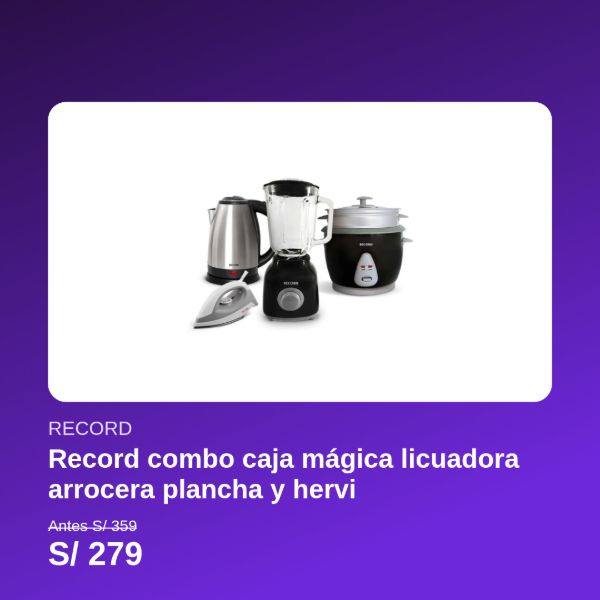 RECORD
Record combo caja mágica licuadora
arrocera plancha y hervi
Antes S/ 359
S/ 279